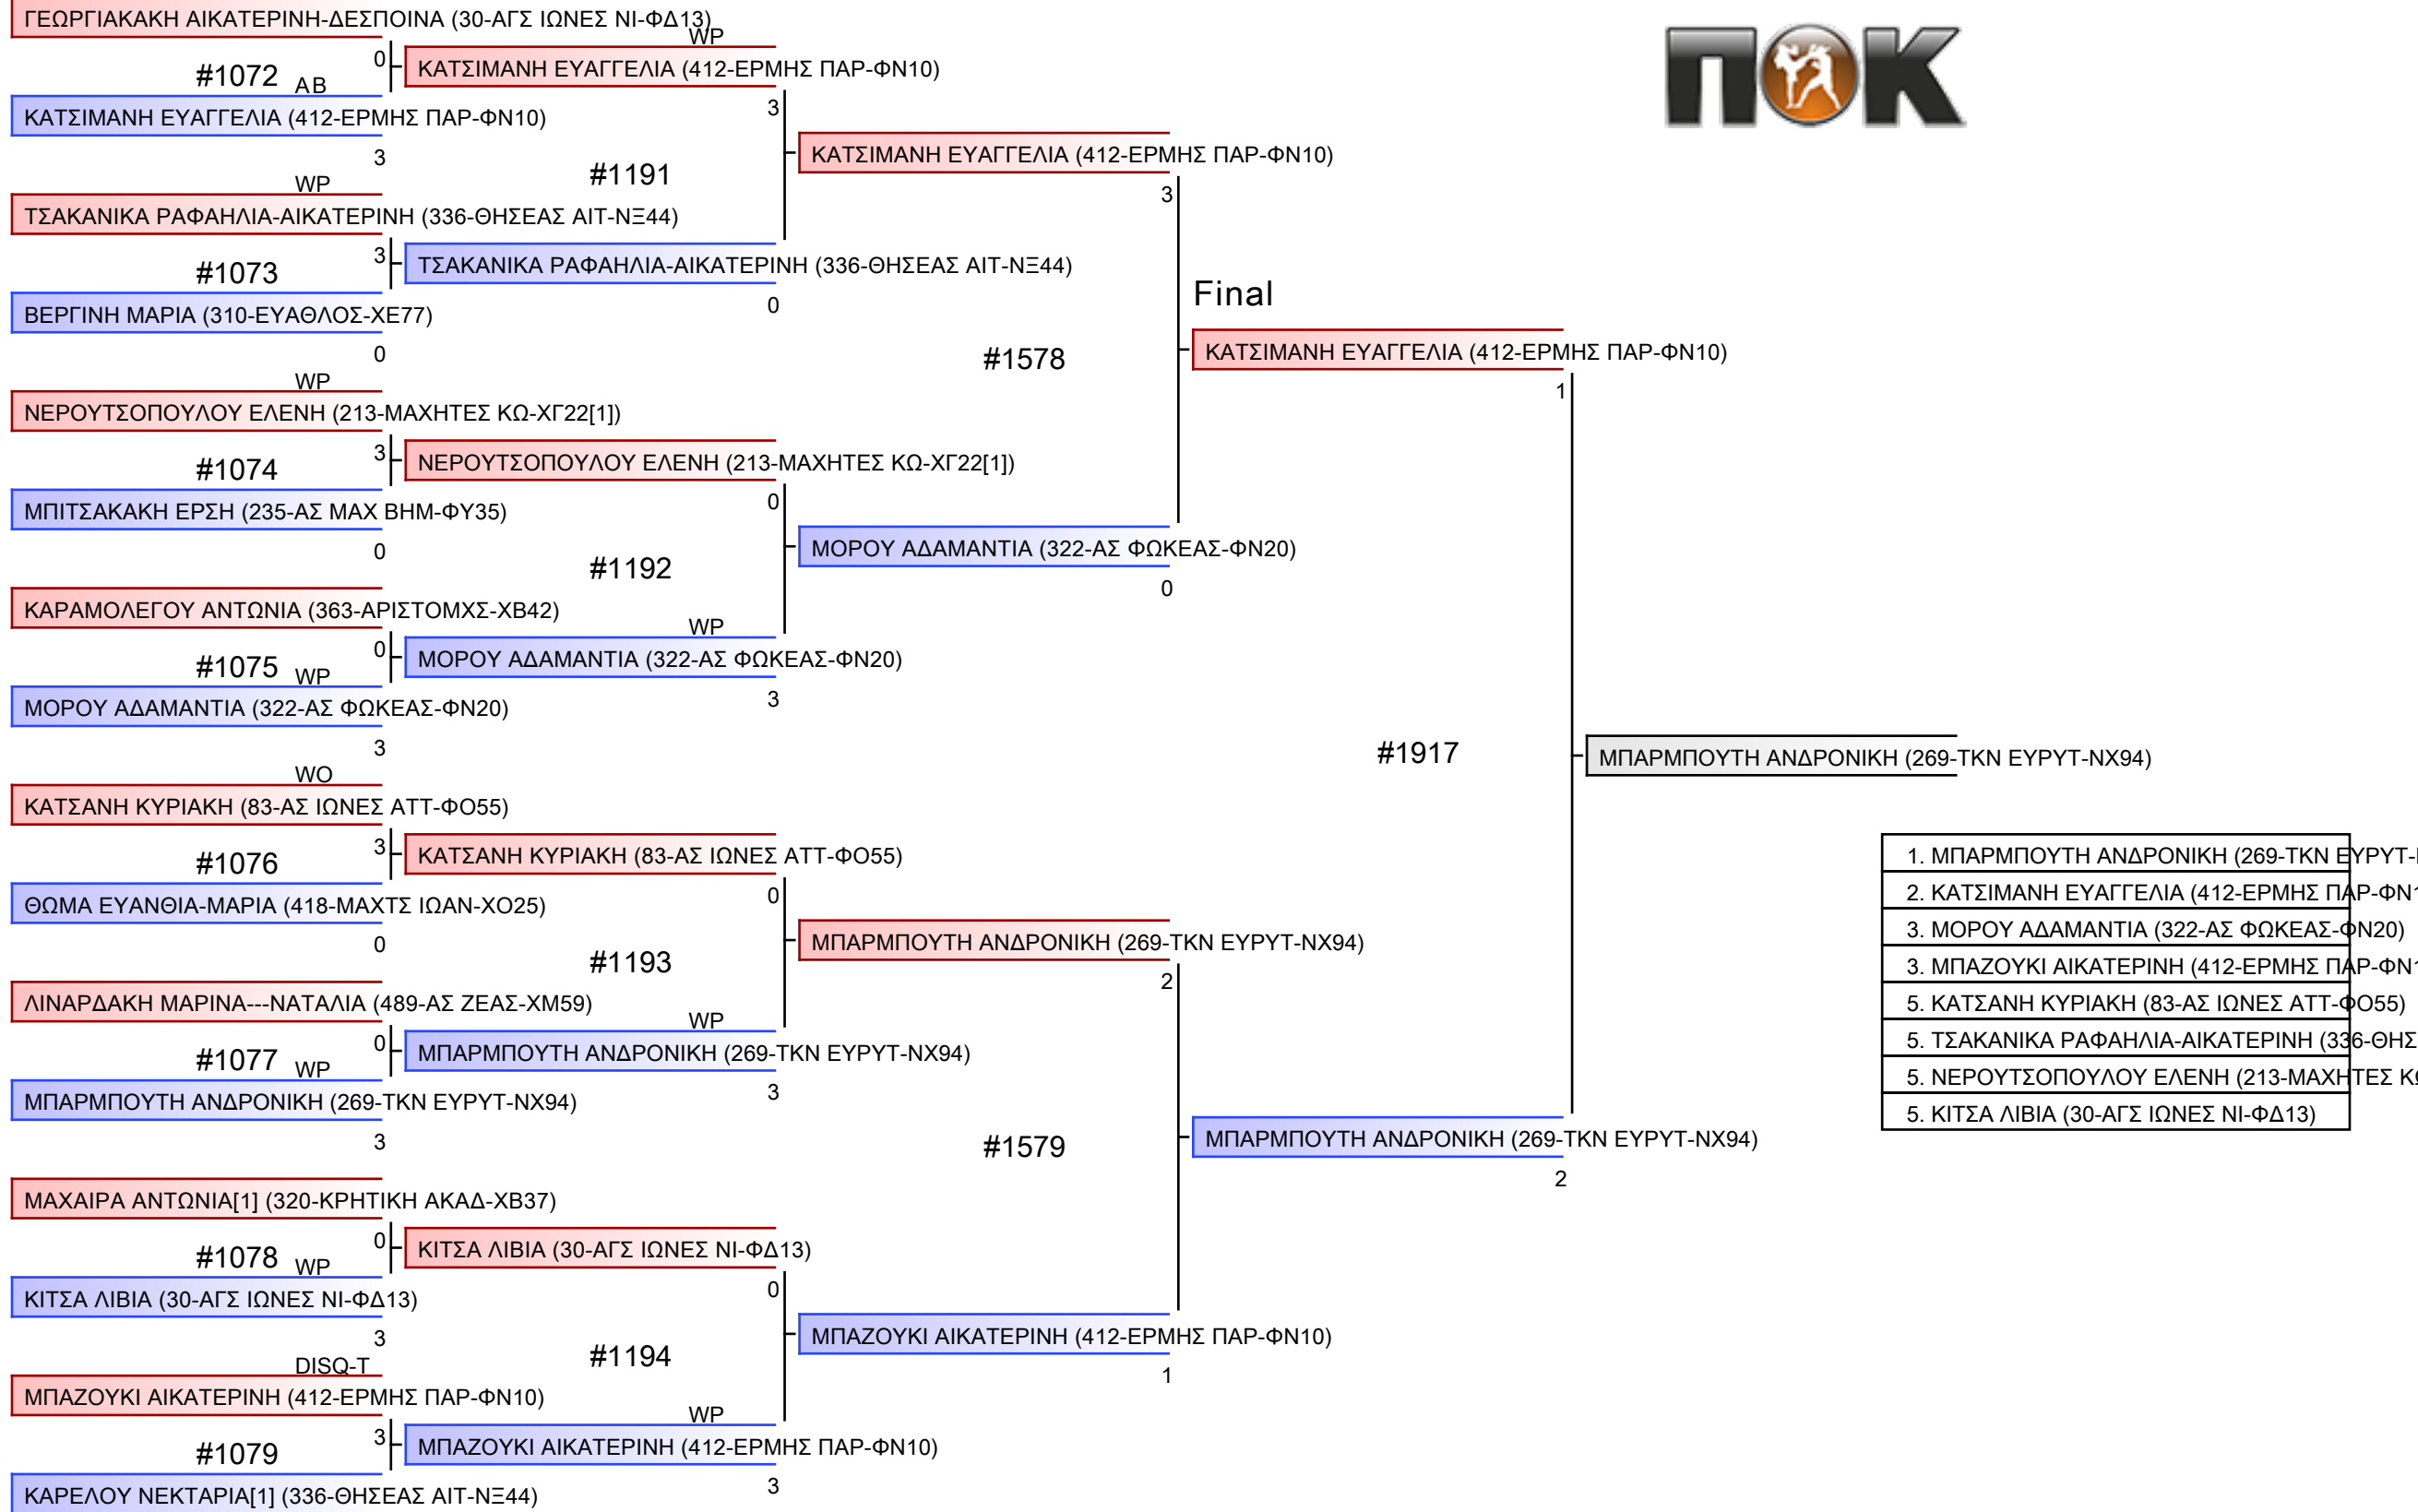 ΓΕΩΡΓΙΑΚΑΚΗ ΑΙΚΑΤΕΡΙΝΗ-ΔΕΣΠΟΙΝΑ (30-ΑΓΣ ΙΩΝΕΣ ΝΙ-ΦΔ13)
0
#1072 AB
ΚΑΤΣΙΜΑΝΗ ΕΥΑΓΓΕΛΙΑ (412-ΕΡΜΗΣ ΠΑΡ-ΦΝ10)
3
WP
ΤΣΑΚΑΝΙΚΑ ΡΑΦΑΗΛΙΑ-ΑΙΚΑΤΕΡΙΝΗ (336-ΘΗΣΕΑΣ ΑΙΤ-ΝΞ44)
3
#1073
ΒΕΡΓΙΝΗ ΜΑΡΙΑ (310-ΕΥΑΘΛΟΣ-ΧΕ77)
0
WP
ΝΕΡΟΥΤΣΟΠΟΥΛΟΥ ΕΛΕΝΗ (213-ΜΑΧΗΤΕΣ ΚΩ-ΧΓ22[1])
3
#1074
ΜΠΙΤΣΑΚΑΚΗ ΕΡΣΗ (235-ΑΣ ΜΑΧ ΒΗΜ-ΦΥ35)
0
ΚΑΡΑΜΟΛΕΓΟΥ ΑΝΤΩΝΙΑ (363-ΑΡΙΣΤΟΜΧΣ-ΧΒ42)
0
#1075 WP
ΜΟΡΟΥ ΑΔΑΜΑΝΤΙΑ (322-ΑΣ ΦΩΚΕΑΣ-ΦΝ20)
3
WO
ΚΑΤΣΑΝΗ ΚΥΡΙΑΚΗ (83-ΑΣ ΙΩΝΕΣ ΑΤΤ-ΦΟ55)
3
#1076
ΘΩΜΑ ΕΥΑΝΘΙΑ-ΜΑΡΙΑ (418-ΜΑΧΤΣ ΙΩΑΝ-ΧΟ25)
0
ΛΙΝΑΡΔΑΚΗ ΜΑΡΙΝΑ---ΝΑΤΑΛΙΑ (489-ΑΣ ΖΕΑΣ-ΧΜ59)
0
#1077 WP
ΜΠΑΡΜΠΟΥΤΗ ΑΝΔΡΟΝΙΚΗ (269-ΤΚΝ ΕΥΡΥΤ-ΝΧ94)
3
ΜΑΧΑΙΡΑ ΑΝΤΩΝΙΑ[1] (320-ΚΡΗΤΙΚΗ ΑΚΑΔ-ΧΒ37)
0
#1078 WP
ΚΙΤΣΑ ΛΙΒΙΑ (30-ΑΓΣ ΙΩΝΕΣ ΝΙ-ΦΔ13)
3
DISQ-T
ΜΠΑΖΟΥΚΙ ΑΙΚΑΤΕΡΙΝΗ (412-ΕΡΜΗΣ ΠΑΡ-ΦΝ10)
3
#1079
ΚΑΡΕΛΟΥ ΝΕΚΤΑΡΙΑ[1] (336-ΘΗΣΕΑΣ ΑΙΤ-ΝΞ44)
WP
ΚΑΤΣΙΜΑΝΗ ΕΥΑΓΓΕΛΙΑ (412-ΕΡΜΗΣ ΠΑΡ-ΦΝ10)
3
#1191
ΤΣΑΚΑΝΙΚΑ ΡΑΦΑΗΛΙΑ-ΑΙΚΑΤΕΡΙΝΗ (336-ΘΗΣΕΑΣ ΑΙΤ-ΝΞ44)
0
ΝΕΡΟΥΤΣΟΠΟΥΛΟΥ ΕΛΕΝΗ (213-ΜΑΧΗΤΕΣ ΚΩ-ΧΓ22[1])
0
#1192
WP
ΜΟΡΟΥ ΑΔΑΜΑΝΤΙΑ (322-ΑΣ ΦΩΚΕΑΣ-ΦΝ20)
3
ΚΑΤΣΑΝΗ ΚΥΡΙΑΚΗ (83-ΑΣ ΙΩΝΕΣ ΑΤΤ-ΦΟ55)
0
#1193
WP
ΜΠΑΡΜΠΟΥΤΗ ΑΝΔΡΟΝΙΚΗ (269-ΤΚΝ ΕΥΡΥΤ-ΝΧ94)
3
ΚΙΤΣΑ ΛΙΒΙΑ (30-ΑΓΣ ΙΩΝΕΣ ΝΙ-ΦΔ13)
0
#1194
WP
ΜΠΑΖΟΥΚΙ ΑΙΚΑΤΕΡΙΝΗ (412-ΕΡΜΗΣ ΠΑΡ-ΦΝ10)
3
ΚΑΤΣΙΜΑΝΗ ΕΥΑΓΓΕΛΙΑ (412-ΕΡΜΗΣ ΠΑΡ-ΦΝ10)
3
#1578
ΜΟΡΟΥ ΑΔΑΜΑΝΤΙΑ (322-ΑΣ ΦΩΚΕΑΣ-ΦΝ20)
0
ΜΠΑΡΜΠΟΥΤΗ ΑΝΔΡΟΝΙΚΗ (269-ΤΚΝ ΕΥΡΥΤ-ΝΧ94)
2
#1579
ΜΠΑΖΟΥΚΙ ΑΙΚΑΤΕΡΙΝΗ (412-ΕΡΜΗΣ ΠΑΡ-ΦΝ10)
1
Final
ΚΑΤΣΙΜΑΝΗ ΕΥΑΓΓΕΛΙΑ (412-ΕΡΜΗΣ ΠΑΡ-ΦΝ10)
1
#1917
ΜΠΑΡΜΠΟΥΤΗ ΑΝΔΡΟΝΙΚΗ (269-ΤΚΝ ΕΥΡΥΤ-ΝΧ94)
2
ΜΠΑΡΜΠΟΥΤΗ ΑΝΔΡΟΝΙΚΗ (269-ΤΚΝ ΕΥΡΥΤ-ΝΧ94)
ΠΟΚ
1. ΜΠΑΡΜΠΟΥΤΗ ΑΝΔΡΟΝΙΚΗ (269-ΤΚΝ ΕΥΡΥΤ-
2. ΚΑΤΣΙΜΑΝΗ ΕΥΑΓΓΕΛΙΑ (412-ΕΡΜΗΣ ΠΑΡ-ΦΝ1
3. ΜΟΡΟΥ ΑΔΑΜΑΝΤΙΑ (322-ΑΣ ΦΩΚΕΑΣ-ΦΝ20)
3. ΜΠΑΖΟΥΚΙ ΑΙΚΑΤΕΡΙΝΗ (412-ΕΡΜΗΣ ΠΑΡ-ΦΝ1
5. ΚΑΤΣΑΝΗ ΚΥΡΙΑΚΗ (83-ΑΣ ΙΩΝΕΣ ΑΤΤ-ΦΟ55)
5. ΤΣΑΚΑΝΙΚΑ ΡΑΦΑΗΛΙΑ-ΑΙΚΑΤΕΡΙΝΗ (336-ΘΗΣ
5. ΝΕΡΟΥΤΣΟΠΟΥΛΟΥ ΕΛΕΝΗ (213-ΜΑΧΗΤΕΣ ΚΩ
5. ΚΙΤΣΑ ΛΙΒΙΑ (30-ΑΓΣ ΙΩΝΕΣ ΝΙ-ΦΔ13)